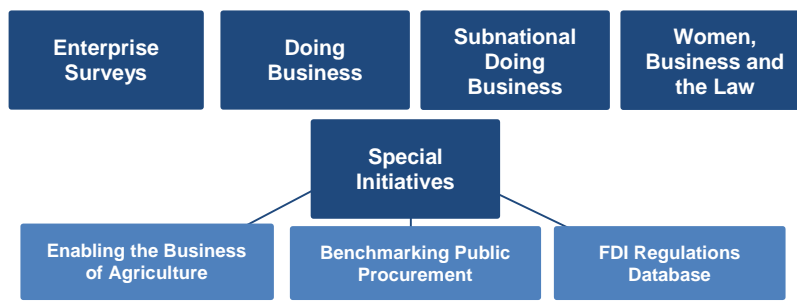 Enterprise
Surveys
Doing
Business
Subnational
Doing
Business
Women,
Business and
the Law
Special
Initiatives
Enabling the Business
of Agriculture
Benchmarking Public
Procurement
FDI Regulations
Database